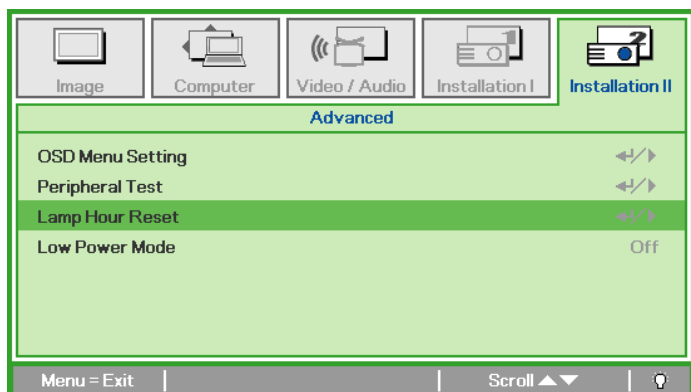 Image Computer Video / Audio Installation I Installation II
Advanced
OSD Menu Setting
Peripheral Test
Lamp Hour Reset
Low Power Mode Off
Menu = Exit Scroll ▲▼